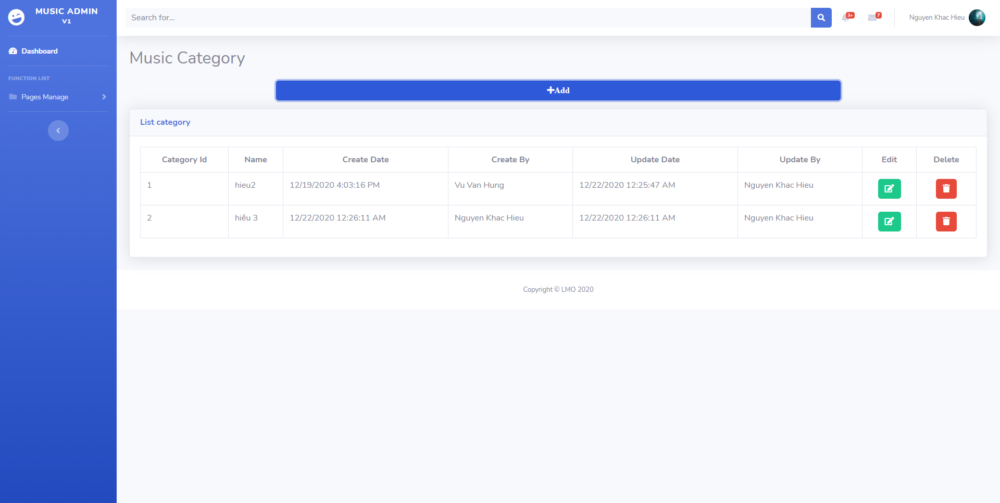 MUSIC ADMIN
V1
Search for...
3+
7
Nguyen Khac Hieu
Dashboard
FUNCTION LIST
Pages Manage
Music Category
Add
List category
Category Id Name Create Date Create By Update Date Update By Edit Delete
1 hieu2 12/19/2020 4:03:16 PM Vu Van Hung 12/22/2020 12:25:47 AM Nguyen Khac Hieu
2 hiêu 3 12/22/2020 12:26:11 AM Nguyen Khac Hieu 12/22/2020 12:26:11 AM Nguyen Khac Hieu
Copyright © LMO 2020